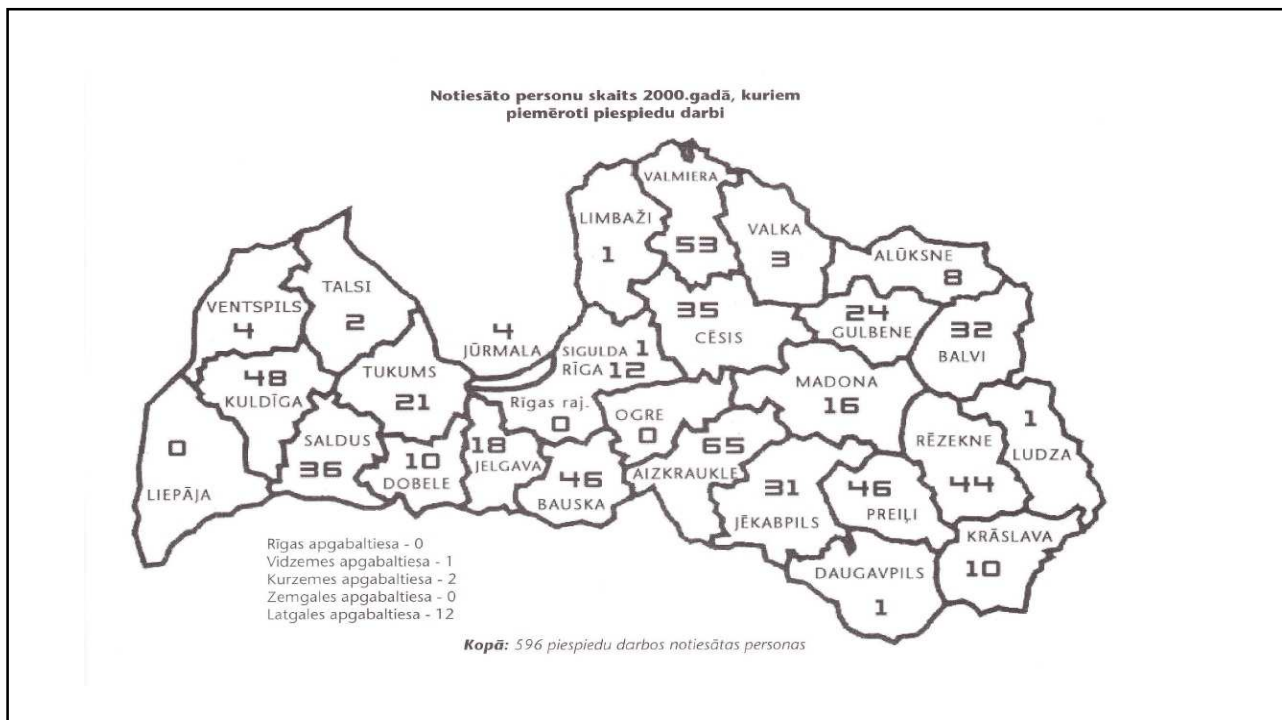 Notiesāto personu skaits 2000.gadā, kuriem
piemēroti piespiedu darbi
VALMIERA
53
LIMBAŽI
1
VALKA
3
ALŪKSNE
8
VENTSPILS
4
TALSI
2
4
JŪRMALA
35
CĒSIS
24
GULBENE
32
BALVI
SIGULDA 1
RĪGA 12
48
KULDĪGA
TUKUMS
21
Rīgas raj.
0
OGRE
0
MADONA
16
1
LUDZA
0
LIEPĀJA
SALDUS
36
10
DOBELE
18
JELGAVA
46
BAUSKA
65
AIZKRAUKLE
31
JĒKABPILS
46
PREIĻI
RĒZEKNE
44
KRĀSLAVA
10
DAUGAVPILS
1
Rīgas apgabaltiesa - 0
Vidzemes apgabaltiesa - 1
Kurzemes apgabaltiesa - 2
Zemgales apgabaltiesa - 0
Latgales apgabaltiesa - 12
Kopā: 596 piespiedu darbos notiesātas personas